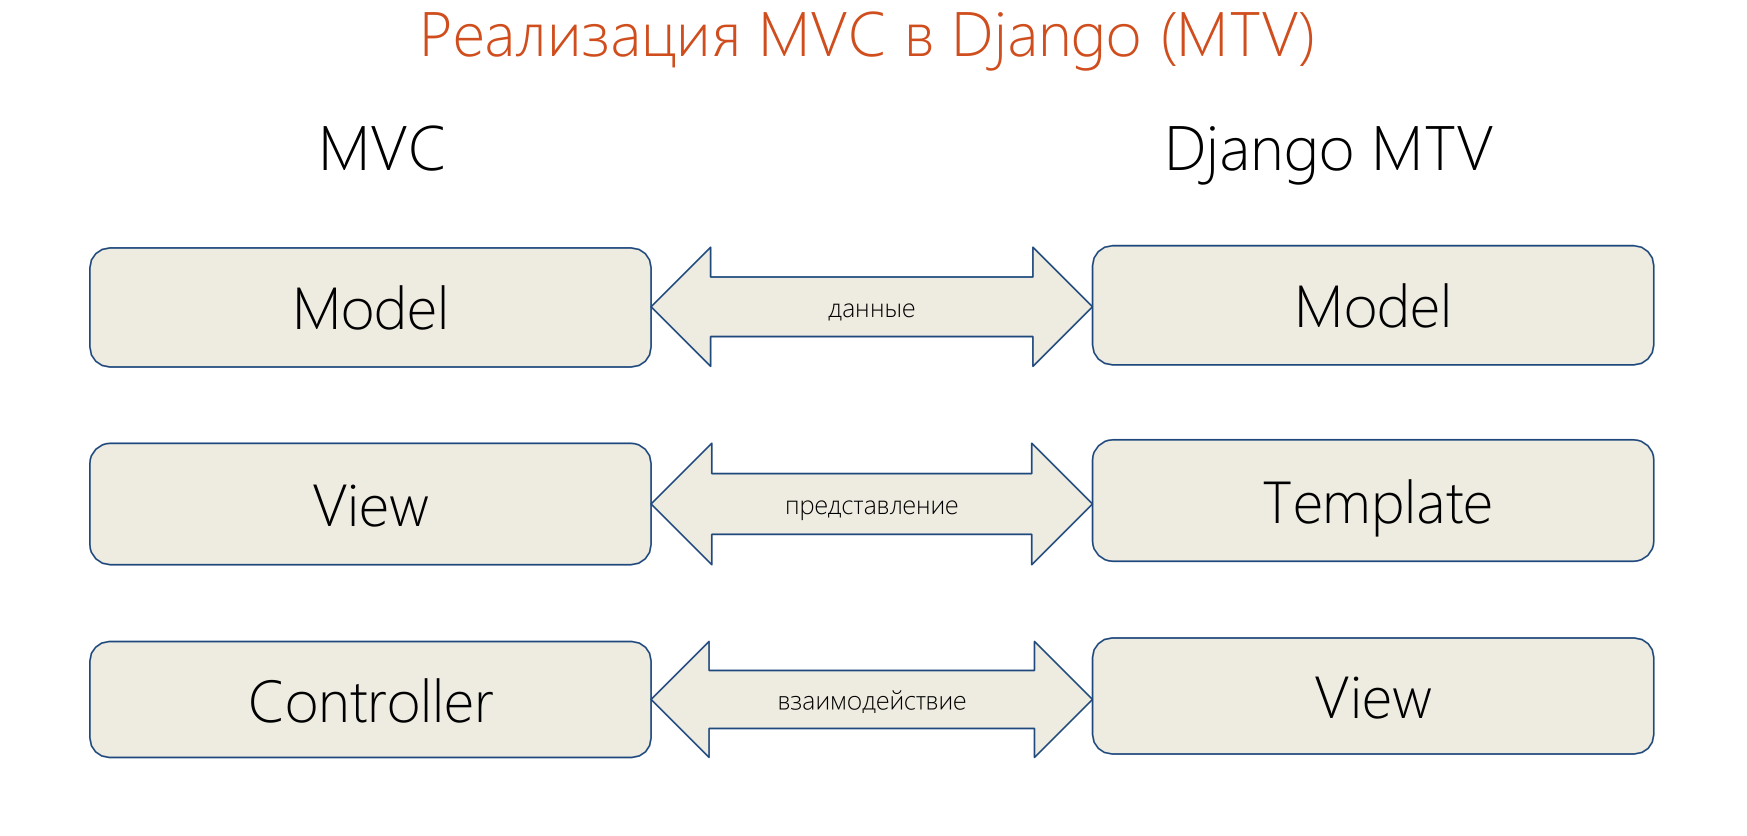 Реализация MVC в Django (MTV)
MVC
Django MTV
Model
данные
Model
View
представление
Template
Controller
взаимодействие
View